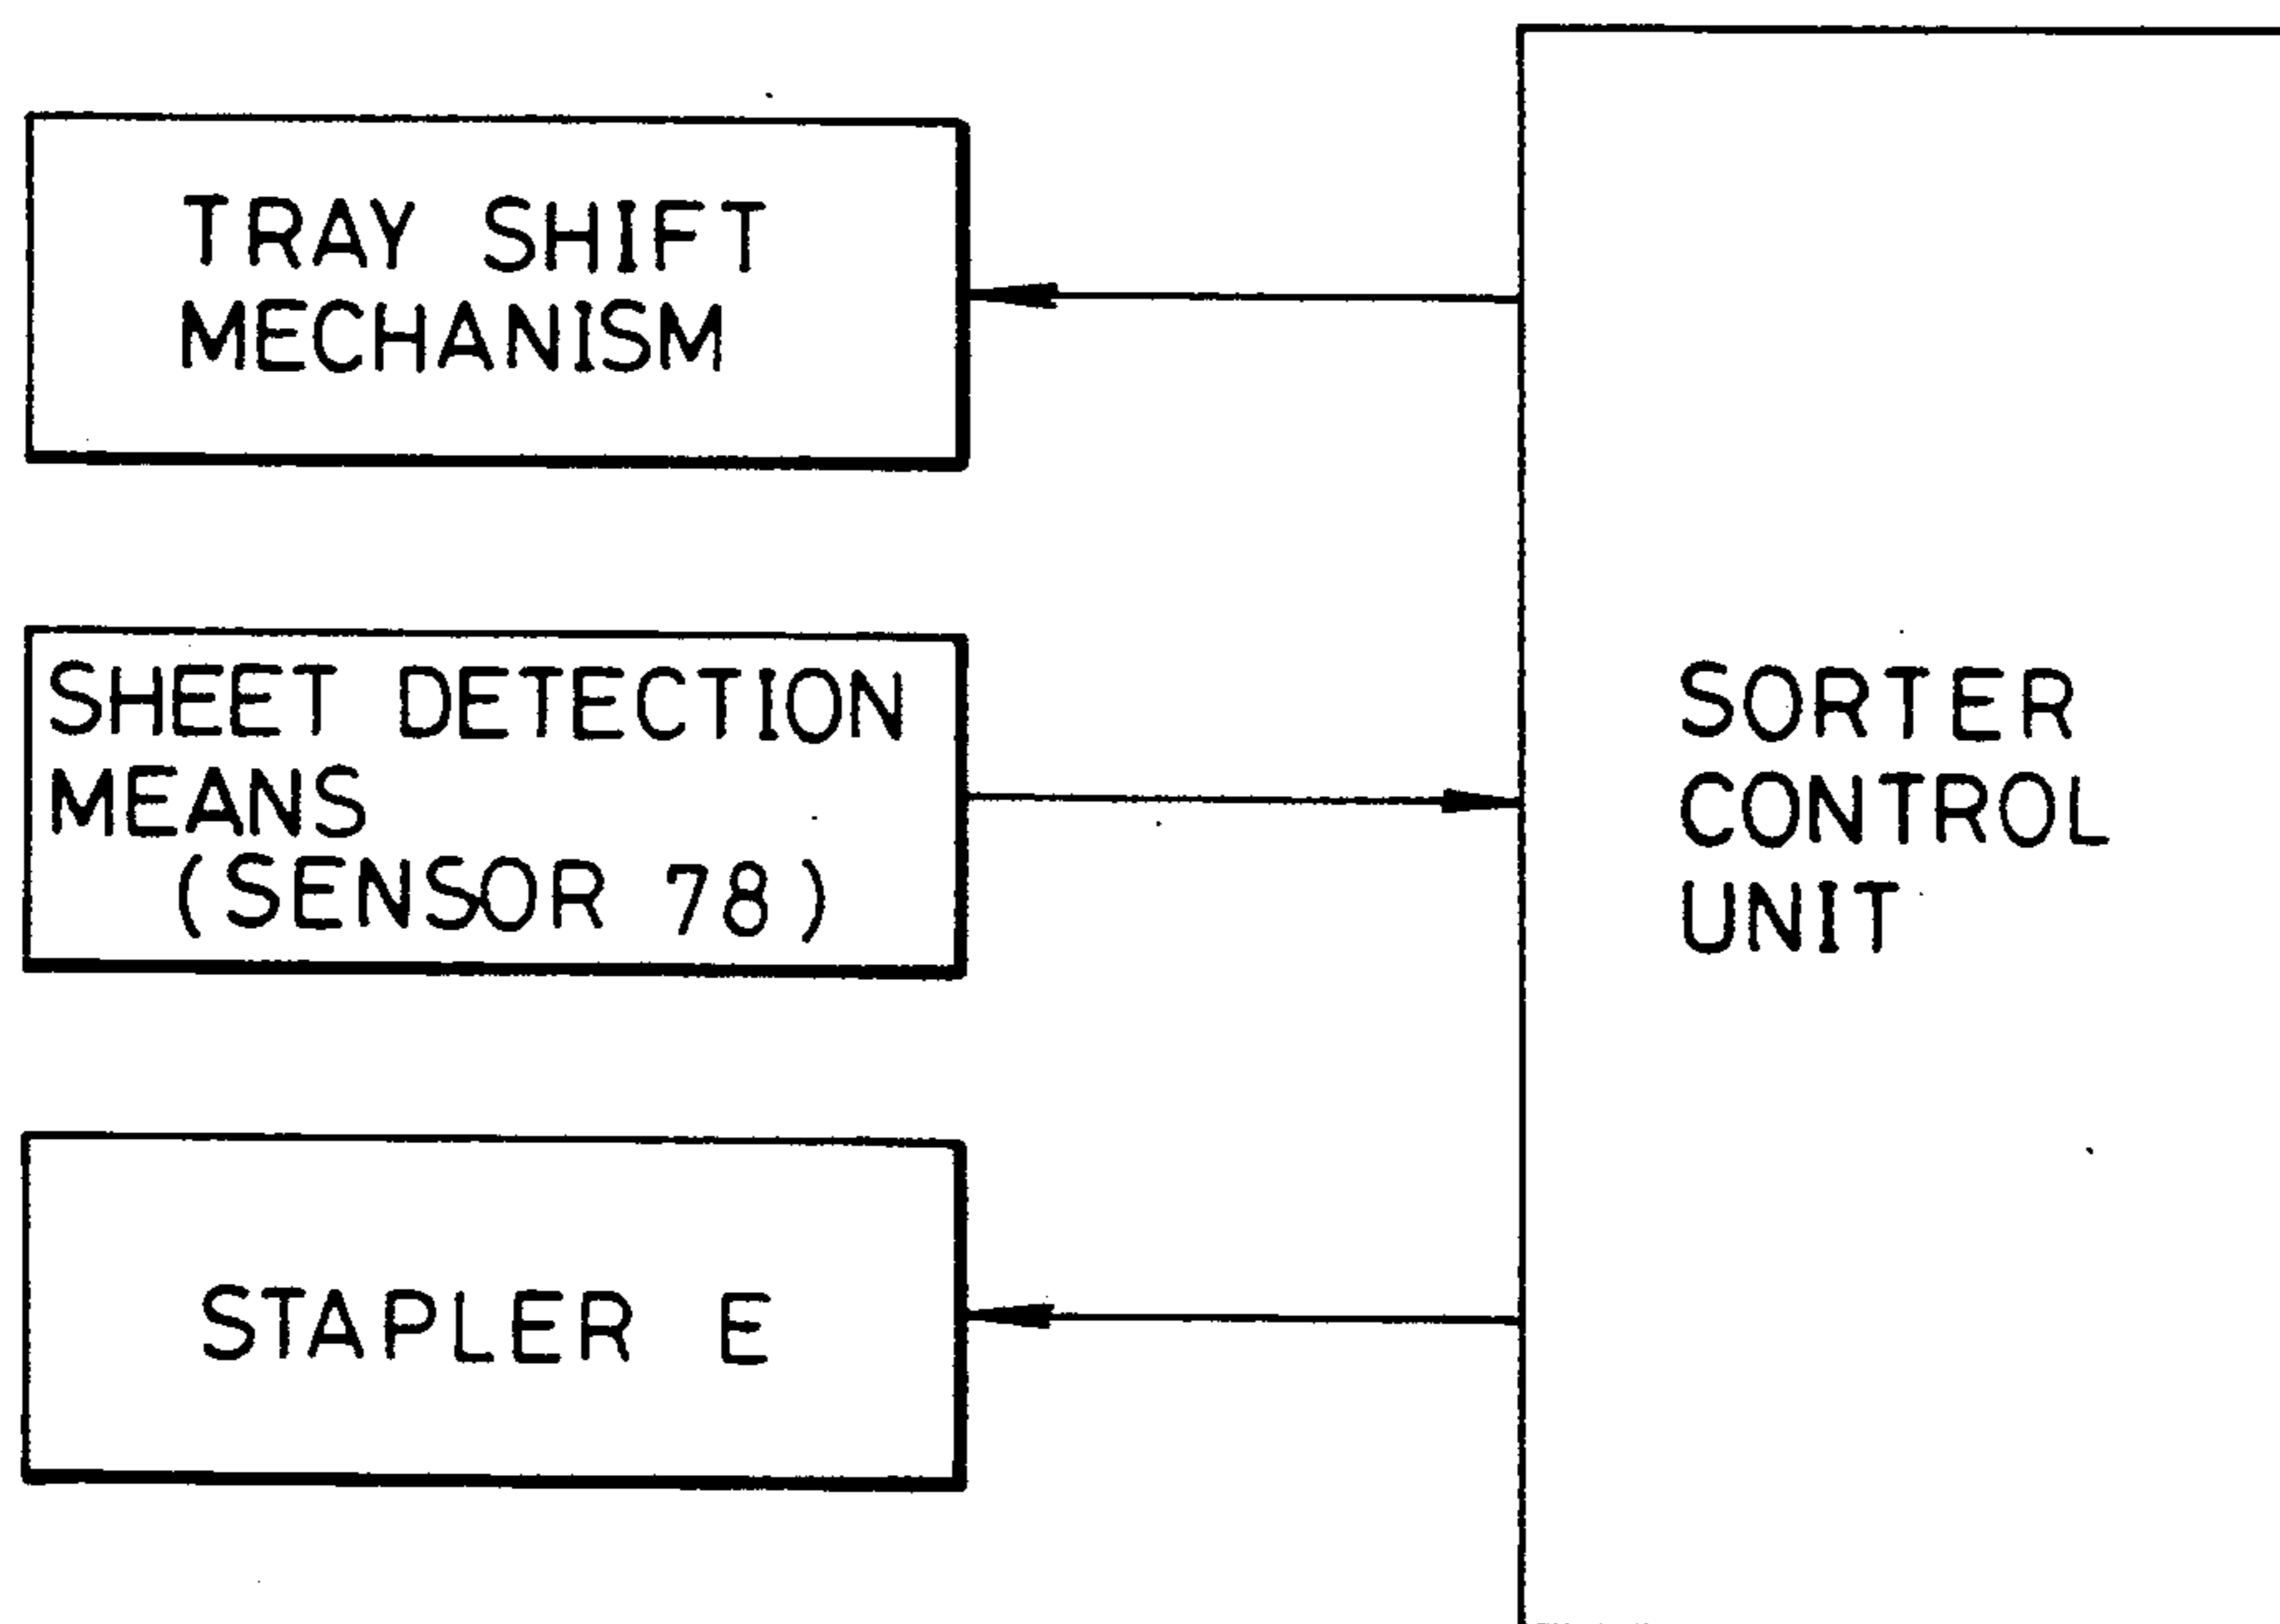 TRAY SHIFT
MECHANISM
SHEET DETECTION
MEANS
(SENSOR 78)
STAPLER E
SORTER
CONTROL
UNIT